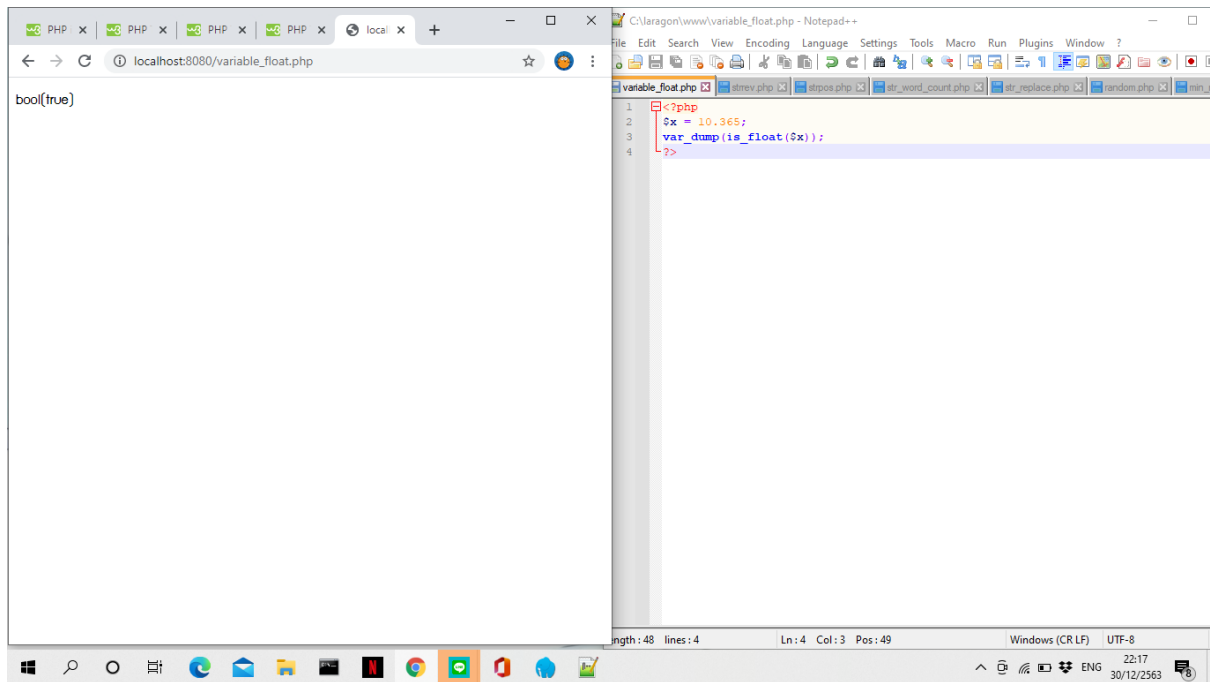 PHP PHP PHP PHP local
localhost:8080/variable_float.php
bool(true)
C:\laragon\www\variable_float.php - Notepad++
File Edit Search View Encoding Language Settings Tools Macro Run Plugins Window ?
variable_float.php strrev.php strpos.php str_word_count.php str_replace.php random.php
1 <?php
2 $x = 10.365;
3 var_dump(is_float($x));
4 ?>
length : 48 lines : 4 Ln : 4 Col : 3 Pos : 49 Windows (CR LF) UTF-8
ENG
22:17
30/12/2563
8